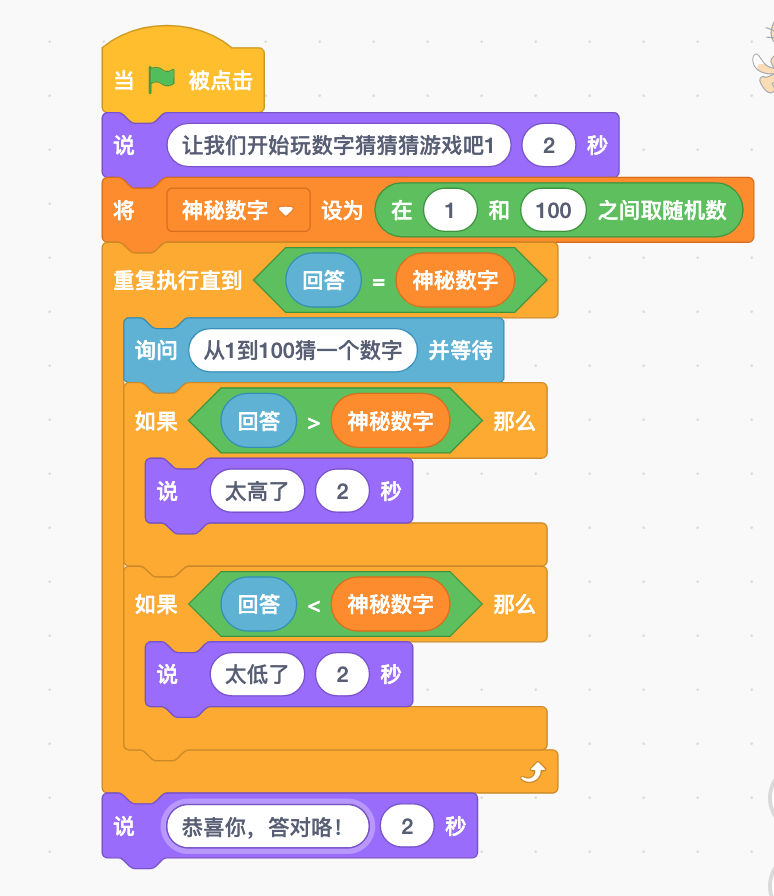 当 被点击
说 让我们开始玩数字猜猜猜游戏吧1 2 秒
将 神秘数字 设为 在 1 和 100 之间取随机数
重复执行直到 回答 = 神秘数字
询问 从1到100猜一个数字 并等待
如果 回答 > 神秘数字 那么
说 太高了 2 秒
如果 回答 < 神秘数字 那么
说 太低了 2 秒
说 恭喜你，答对咯！ 2 秒